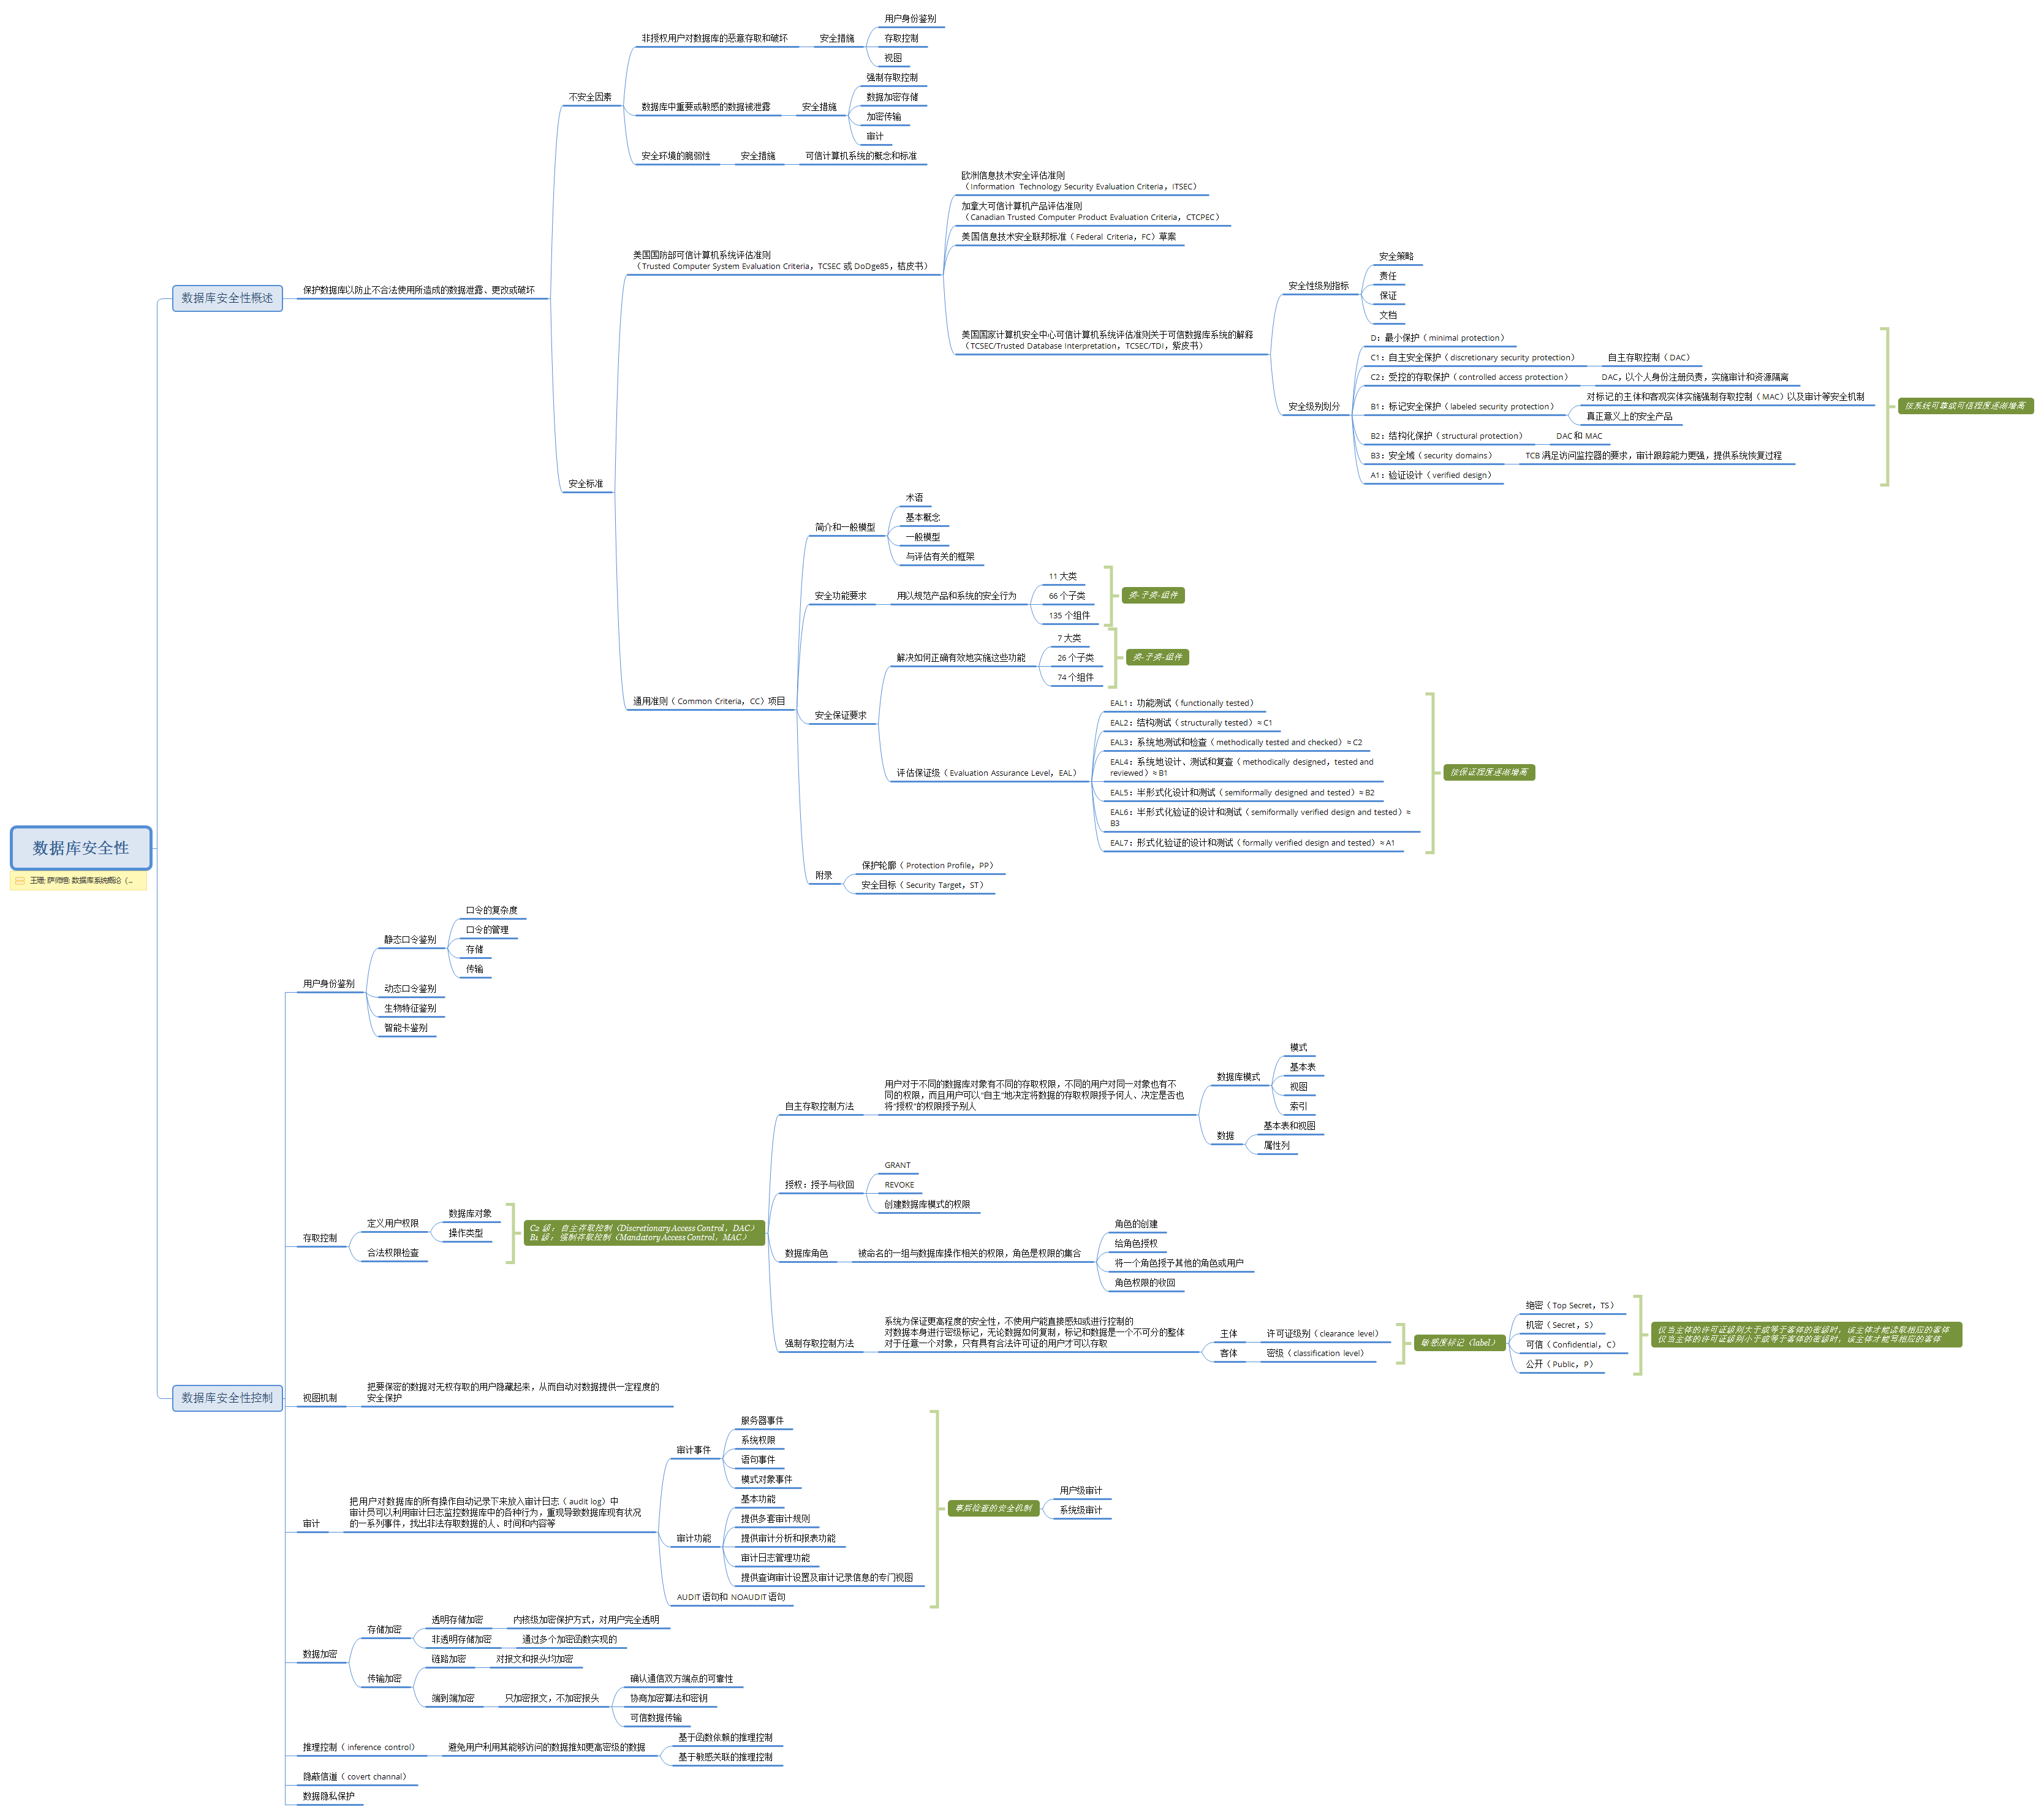 数据库安全性
王珊; 萨师煊: 数据库系统概论（...
数据库安全性概述
保护数据库以防止不合法使用所造成的数据泄露、更改或破坏
不安全因素
非授权用户对数据库的恶意存取和破坏
安全措施
用户身份鉴别
存取控制
视图
数据库中重要或敏感的数据被泄露
安全措施
强制存取控制
数据加密存储
加密传输
审计
安全环境的脆弱性
安全措施
可信计算机系统的概念和标准
安全标准
美国国防部可信计算机系统评估准则
（Trusted Computer System Evaluation Criteria，TCSEC 或 DoDge85，桔皮书）
欧洲信息技术安全评估准则
（Information Technology Security Evaluation Criteria，ITSEC）
加拿大可信计算机产品评估准则
（Canadian Trusted Computer Product Evaluation Criteria，CTCPEC）
美国信息技术安全联邦标准（Federal Criteria，FC）草案
美国国家计算机安全中心可信计算机系统评估准则关于可信数据库系统的解释
（TCSEC/Trusted Database Interpretation，TCSEC/TDI，紫皮书）
安全性级别指标
安全策略
责任
保证
文档
安全级别划分
D：最小保护（minimal protection）
C1：自主安全保护（discretionary security protection）
自主存取控制（DAC）
C2：受控的存取保护（controlled access protection）
DAC，以个人身份注册负责，实施审计和资源隔离
B1：标记安全保护（labeled security protection）
对标记的主体和客观实体实施强制存取控制（MAC）以及审计等安全机制
真正意义上的安全产品
B2：结构化保护（structural protection）
DAC 和 MAC
B3：安全域（security domains）
TCB 满足访问监控器的要求，审计跟踪能力更强，提供系统恢复过程
A1：验证设计（verified design）
按系统可靠或可信程度逐渐增高
通用准则（Common Criteria，CC）项目
简介和一般模型
术语
基本概念
一般模型
与评估有关的框架
安全功能要求
用以规范产品和系统的安全行为
11 大类
66 个子类
135 个组件
类-子类-组件
安全保证要求
解决如何正确有效地实施这些功能
7 大类
26 个子类
74 个组件
类-子类-组件
评估保证级（Evaluation Assurance Level，EAL）
EAL1：功能测试（functionally tested）
EAL2：结构测试（structurally tested）≈ C1
EAL3：系统地测试和检查（methodically tested and checked）≈ C2
EAL4：系统地设计、测试和复查（methodically designed，tested and
reviewed）≈ B1
EAL5：半形式化设计和测试（semiformally designed and tested）≈ B2
EAL6：半形式化验证的设计和测试（semiformally verified design and tested）≈
B3
EAL7：形式化验证的设计和测试（formally verified design and tested）≈ A1
按保证程度逐渐增高
附录
保护轮廓（Protection Profile，PP）
安全目标（Security Target，ST）
数据库安全性控制
用户身份鉴别
静态口令鉴别
口令的复杂度
口令的管理
存储
传输
动态口令鉴别
生物特征鉴别
智能卡鉴别
存取控制
定义用户权限
数据库对象
操作类型
合法权限检查
C2 级：自主存取控制（Discretionary Access Control，DAC）
B1 级：强制存取控制（Mandatory Access Control，MAC）
自主存取控制方法
用户对于不同的数据库对象有不同的存取权限，不同的用户对同一对象也有不
同的权限，而且用户可以“自主”地决定将数据的存取权限授予何人、决定是否也
将“授权”的权限授予别人
数据库模式
模式
基本表
视图
索引
数据
基本表和视图
属性列
授权：授予与收回
GRANT
REVOKE
创建数据库模式的权限
数据库角色
被命名的一组与数据库操作相关的权限，角色是权限的集合
角色的创建
给角色授权
将一个角色授予其他的角色或用户
角色权限的收回
强制存取控制方法
系统为保证更高程度的安全性，不使用户能直接感知或进行控制的
对数据本身进行密级标记，无论数据如何复制，标记和数据是一个不可分的整体
对于任意一个对象，只有具有合法许可证的用户才可以存取
主体
许可证级别（clearance level）
客体
密级（classification level）
敏感度标记（label）
绝密（Top Secret，TS）
机密（Secret，S）
可信（Confidential，C）
公开（Public，P）
仅当主体的许可证级别大于或等于客体的密级时，该主体才能读取相应的客体
仅当主体的许可证级别小于或等于客体的密级时，该主体才能写相应的客体
视图机制
把要保密的数据对无权存取的用户隐藏起来，从而自动对数据提供一定程度的
安全保护
审计
把用户对数据库的所有操作自动记录下来放入审计日志（audit log）中
审计员可以利用审计日志监控数据库中的各种行为，重现导致数据库现有状况
的一系列事件，找出非法存取数据的人、时间和内容等
审计事件
服务器事件
系统权限
语句事件
模式对象事件
审计功能
基本功能
提供多套审计规则
提供审计分析和报表功能
审计日志管理功能
提供查询审计设置及审计记录信息的专门视图
AUDIT 语句和 NOAUDIT 语句
事后检查的安全机制
用户级审计
系统级审计
数据加密
存储加密
透明存储加密
内核级加密保护方式，对用户完全透明
非透明存储加密
通过多个加密函数实现的
传输加密
链路加密
对报文和报头均加密
端到端加密
只加密报文，不加密报头
确认通信双方端点的可靠性
协商加密算法和密钥
可信数据传输
推理控制（inference control）
避免用户利用其能够访问的数据推知更高密级的数据
基于函数依赖的推理控制
基于敏感关联的推理控制
隐蔽信道（covert channal）
数据隐私保护